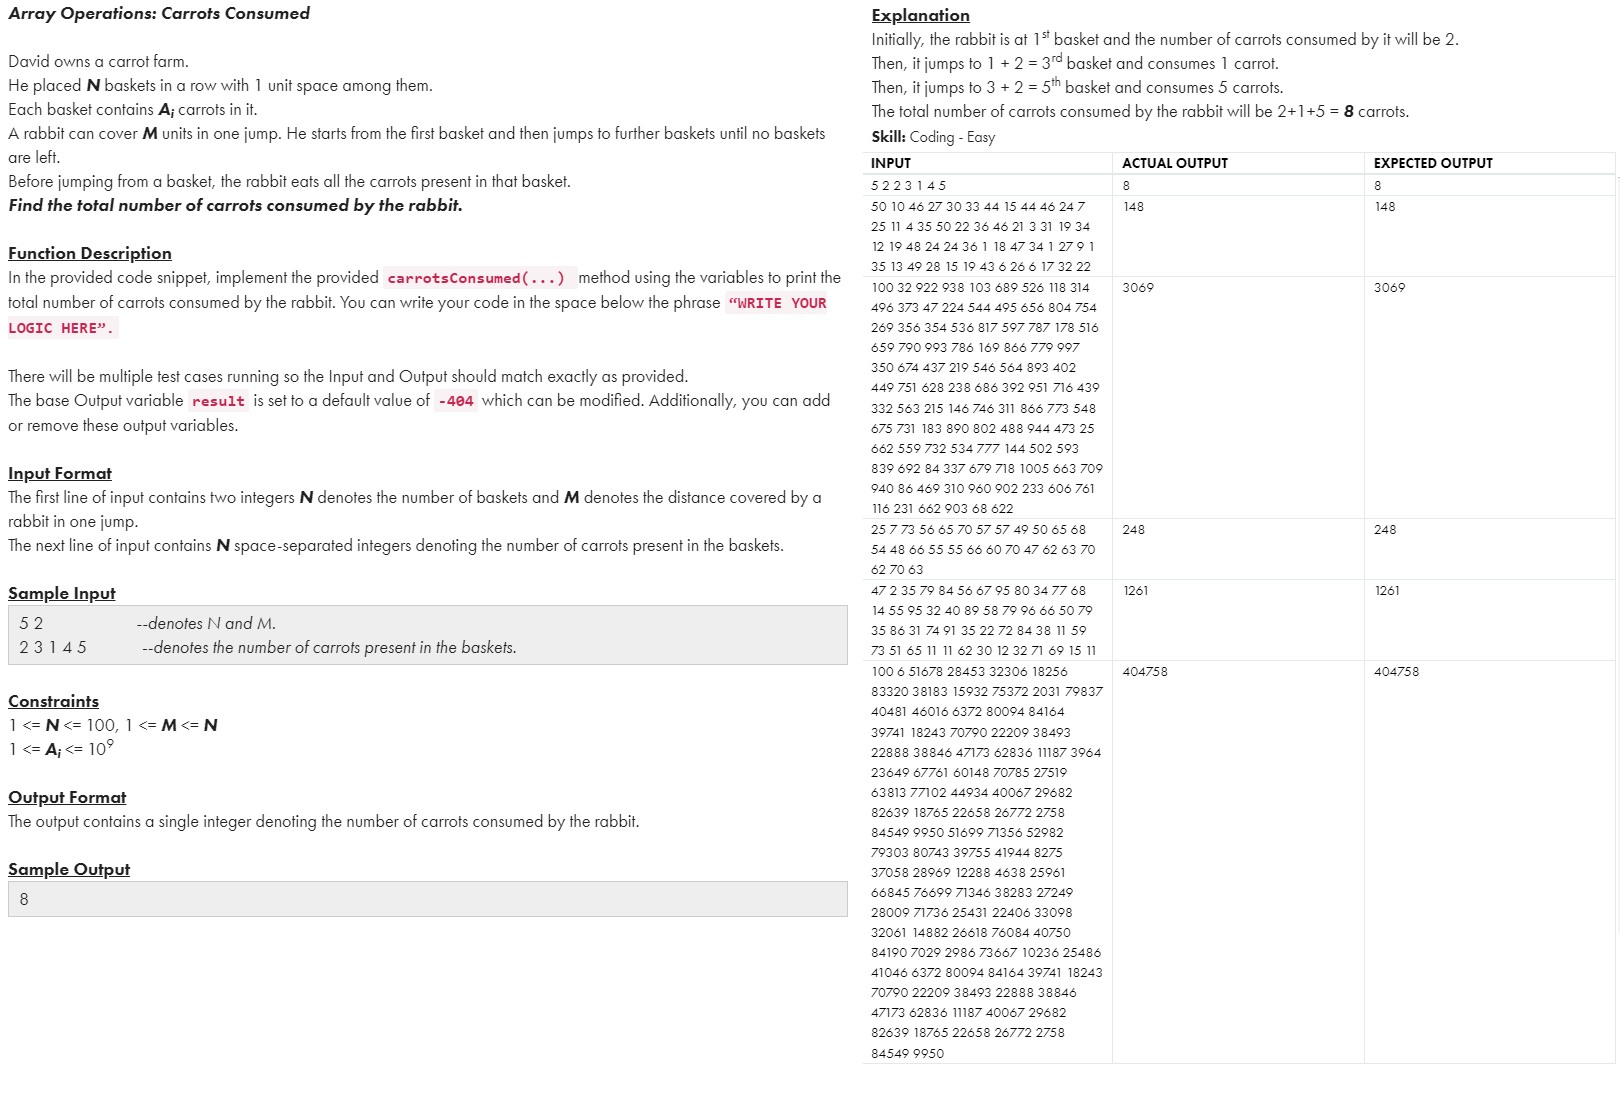 Array Operations: Carrots Consumed
David owns a carrot farm.
He placed N baskets in a row with 1 unit space among them.
Each basket contains Ai carrots in it.
A rabbit can cover M units in one jump. He starts from the first basket and then jumps to further baskets until no baskets
are left.
Before jumping from a basket, the rabbit eats all the carrots present in that basket.
Find the total number of carrots consumed by the rabbit.
Function Description
In the provided code snippet, implement the provided carrotsConsumed(...) method using the variables to print the
total number of carrots consumed by the rabbit. You can write your code in the space below the phrase “WRITE YOUR
LOGIC HERE”.
There will be multiple test cases running so the Input and Output should match exactly as provided.
The base Output variable result is set to a default value of -404 which can be modified. Additionally, you can add
or remove these output variables.
Input Format
The first line of input contains two integers N denotes the number of baskets and M denotes the distance covered by a
rabbit in one jump.
The next line of input contains N space-separated integers denoting the number of carrots present in the baskets.
Sample Input
5 2 --denotes N and M.
2 3 1 4 5 --denotes the number of carrots present in the baskets.
Constraints
1 <= N <= 100, 1 <= M <= N
1 <= Ai <= 10^9
Output Format
The output contains a single integer denoting the number of carrots consumed by the rabbit.
Sample Output
8
Explanation
Initially, the rabbit is at 1st basket and the number of carrots consumed by it will be 2.
Then, it jumps to 1 + 2 = 3rd basket and consumes 1 carrot.
Then, it jumps to 3 + 2 = 5th basket and consumes 5 carrots.
The total number of carrots consumed by the rabbit will be 2+1+5 = 8 carrots.
Skill: Coding - Easy
INPUT ACTUAL OUTPUT EXPECTED OUTPUT
5 2 2 3 1 4 5 8 8
50 10 46 27 30 33 44 15 44 46 24 7 148 148
25 11 4 35 50 22 36 46 21 3 31 19 34
12 19 48 24 24 36 1 18 47 34 1 27 9 1
35 13 49 28 15 19 43 6 26 6 17 32 22
100 32 922 938 103 689 526 118 314 3069 3069
496 373 47 224 544 495 656 804 754
269 356 354 536 817 597 787 178 516
659 790 993 786 169 866 779 997
350 674 437 219 546 564 893 402
449 751 628 238 686 392 951 716 439
332 563 215 146 746 311 866 773 548
675 731 183 890 802 488 944 473 25
662 559 732 534 777 144 502 593
839 692 84 337 679 718 1005 663 709
940 86 469 310 960 902 233 606 761
116 231 662 903 68 622
25 7 73 56 65 70 57 57 49 50 65 68 248 248
54 48 66 55 55 66 60 70 47 62 63 70
62 70 63
47 2 35 79 84 56 67 95 80 34 77 68 1261 1261
14 55 95 32 40 89 58 79 96 66 50 79
35 86 31 74 91 35 22 72 84 38 11 59
73 51 65 11 11 62 30 12 32 71 69 15 11
100 6 51678 28453 32306 18256 404758 404758
83320 38183 15932 75372 2031 79837
40481 46016 6372 80094 84164
39741 18243 70790 22209 38493
22888 38846 47173 62836 11187 3964
23649 67761 60148 70785 27519
63813 77102 44934 40067 29682
82639 18765 22658 26772 2758
84549 9950 51699 71356 52982
79303 80743 39755 41944 8275
37058 28969 12288 4638 25961
66845 76699 71346 38283 27249
28009 71736 25431 22406 33098
32061 14882 26618 76084 40750
84190 7029 2986 73667 10236 25486
41046 6372 80094 84164 39741 18243
70790 22209 38493 22888 38846
47173 62836 11187 40067 29682
82639 18765 22658 26772 2758
84549 9950